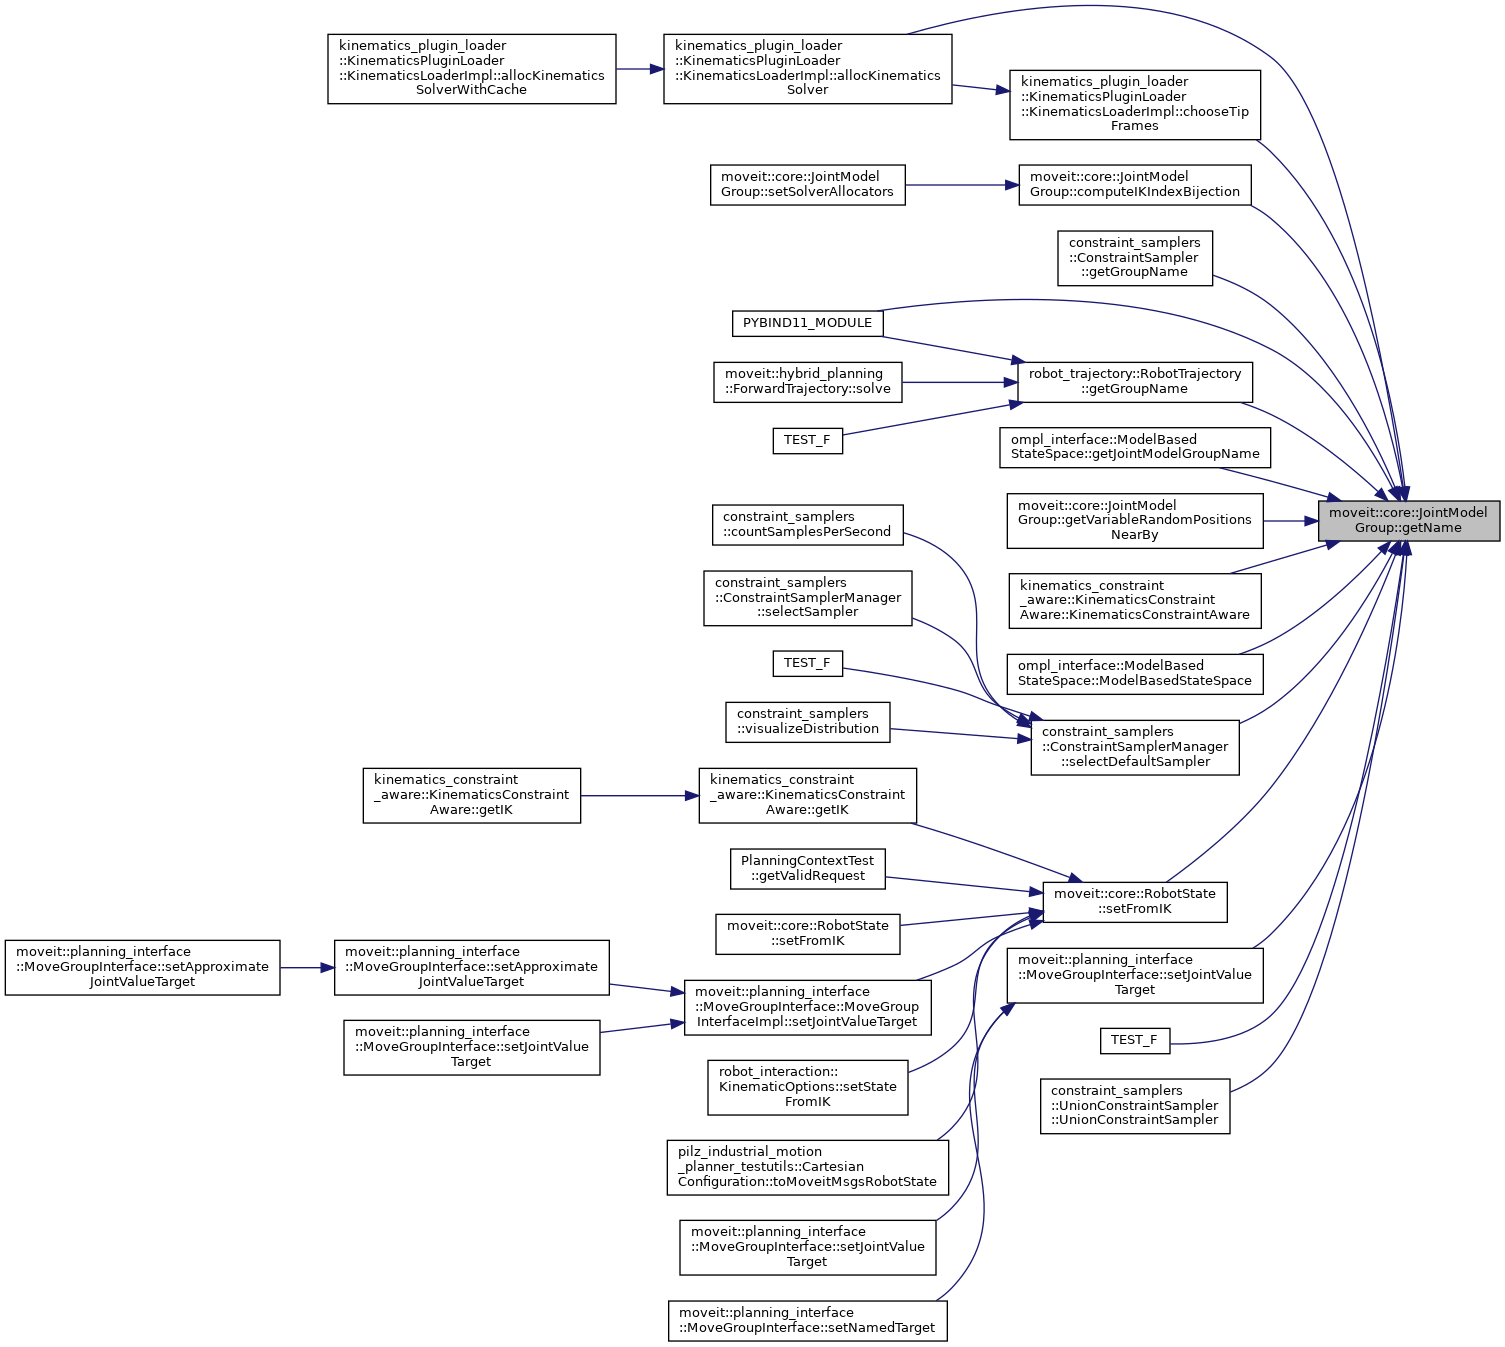 kinematics_plugin_loader
::KinematicsPluginLoader
::KinematicsLoaderImpl::allocKinematics
SolverWithCache
kinematics_plugin_loader
::KinematicsPluginLoader
::KinematicsLoaderImpl::allocKinematics
Solver
kinematics_plugin_loader
::KinematicsPluginLoader
::KinematicsLoaderImpl::chooseTip
Frames
moveit::core::JointModel
Group::setSolverAllocators
moveit::core::JointModel
Group::computeIKIndexBijection
constraint_samplers
::ConstraintSampler
::getGroupName
PYBIND11_MODULE
moveit::hybrid_planning
::ForwardTrajectory::solve
robot_trajectory::RobotTrajectory
::getGroupName
TEST_F
ompl_interface::ModelBased
StateSpace::getJointModelGroupName
moveit::core::JointModel
Group::getVariableRandomPositions
NearBy
moveit::core::JointModel
Group::getName
constraint_samplers
::countSamplesPerSecond
kinematics_constraint
_aware::KinematicsConstraint
Aware::KinematicsConstraintAware
constraint_samplers
::ConstraintSamplerManager
::selectSampler
TEST_F
ompl_interface::ModelBased
StateSpace::ModelBasedStateSpace
constraint_samplers
::visualizeDistribution
constraint_samplers
::ConstraintSamplerManager
::selectDefaultSampler
kinematics_constraint
_aware::KinematicsConstraint
Aware::getIK
kinematics_constraint
_aware::KinematicsConstraint
Aware::getIK
PlanningContextTest
::getValidRequest
moveit::core::RobotState
::setFromIK
moveit::core::RobotState
::setFromIK
moveit::planning_interface
::MoveGroupInterface::setApproximate
JointValueTarget
moveit::planning_interface
::MoveGroupInterface::setApproximate
JointValueTarget
moveit::planning_interface
::MoveGroupInterface::MoveGroup
InterfaceImpl::setJointValueTarget
moveit::planning_interface
::MoveGroupInterface::setJointValue
Target
moveit::planning_interface
::MoveGroupInterface::setJointValue
Target
TEST_F
robot_interaction::
KinematicOptions::setState
FromIK
constraint_samplers
::UnionConstraintSampler
::UnionConstraintSampler
pilz_industrial_motion
_planner_testutils::Cartesian
Configuration::toMoveitMsgsRobotState
moveit::planning_interface
::MoveGroupInterface::setJointValue
Target
moveit::planning_interface
::MoveGroupInterface::setNamedTarget